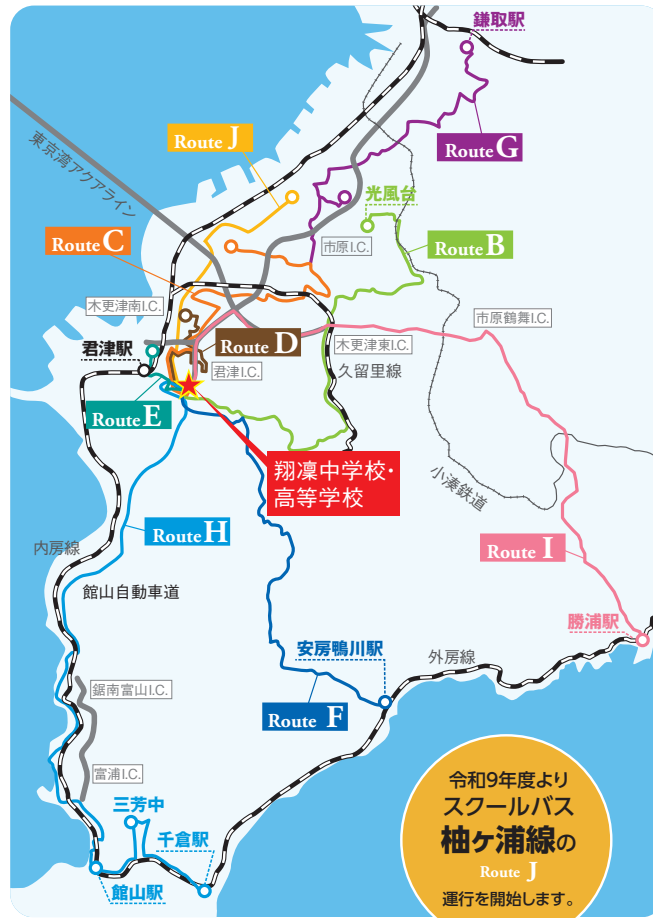 鎌取駅
Route J
Route G
東京湾アクアライン
光風台
Route C
市原I.C.
Route B
木更津南I.C.
市原鶴舞I.C.
君津駅
Route D
木更津東I.C.
君津I.C.
久留里線
Route E
翔凜中学校・
高等学校
小湊鉄道
Route H
内房線
Route I
館山自動車道
勝浦駅
安房鴨川駅
外房線
鋸南富山I.C.
Route F
富浦I.C.
三芳中
千倉駅
館山駅
令和9年度より
スクールバス
柚ヶ浦線の
Route J
運行を開始します。